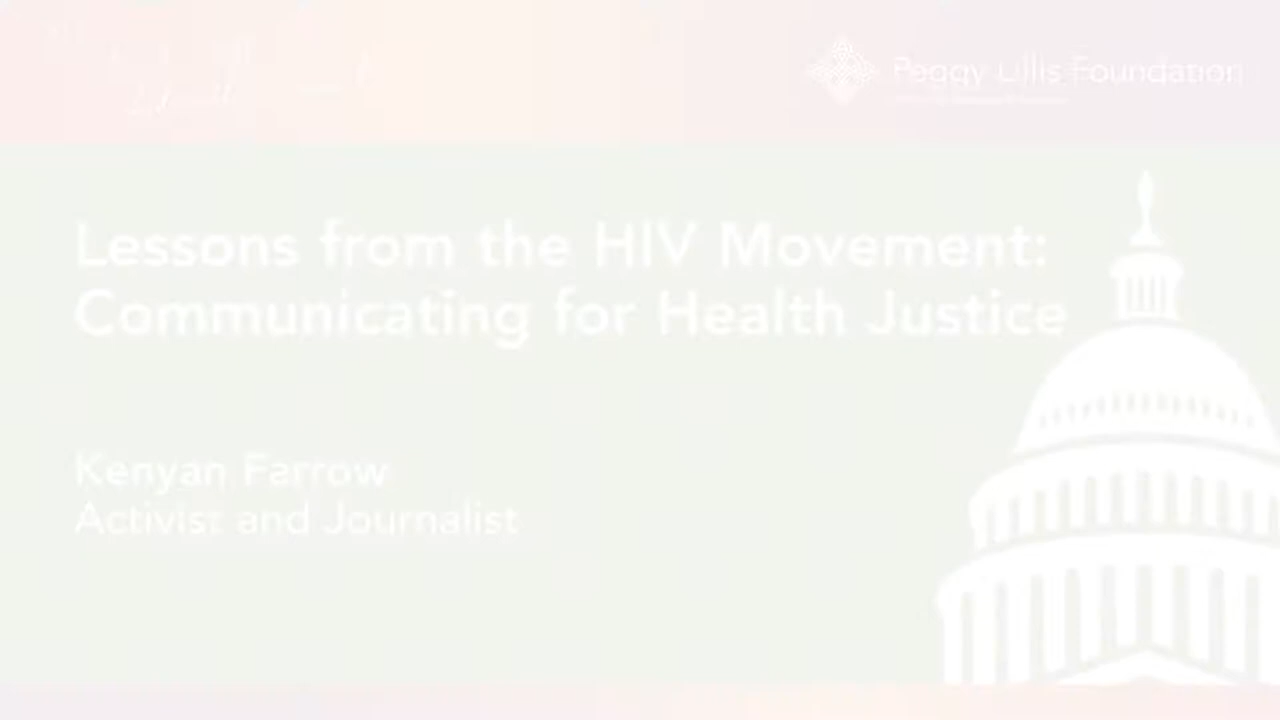 Peggy Lillis Foundation
Lessons from the HIV Movement:
Communicating for Health Justice
Kenyan Farrow
Activist and Journalist